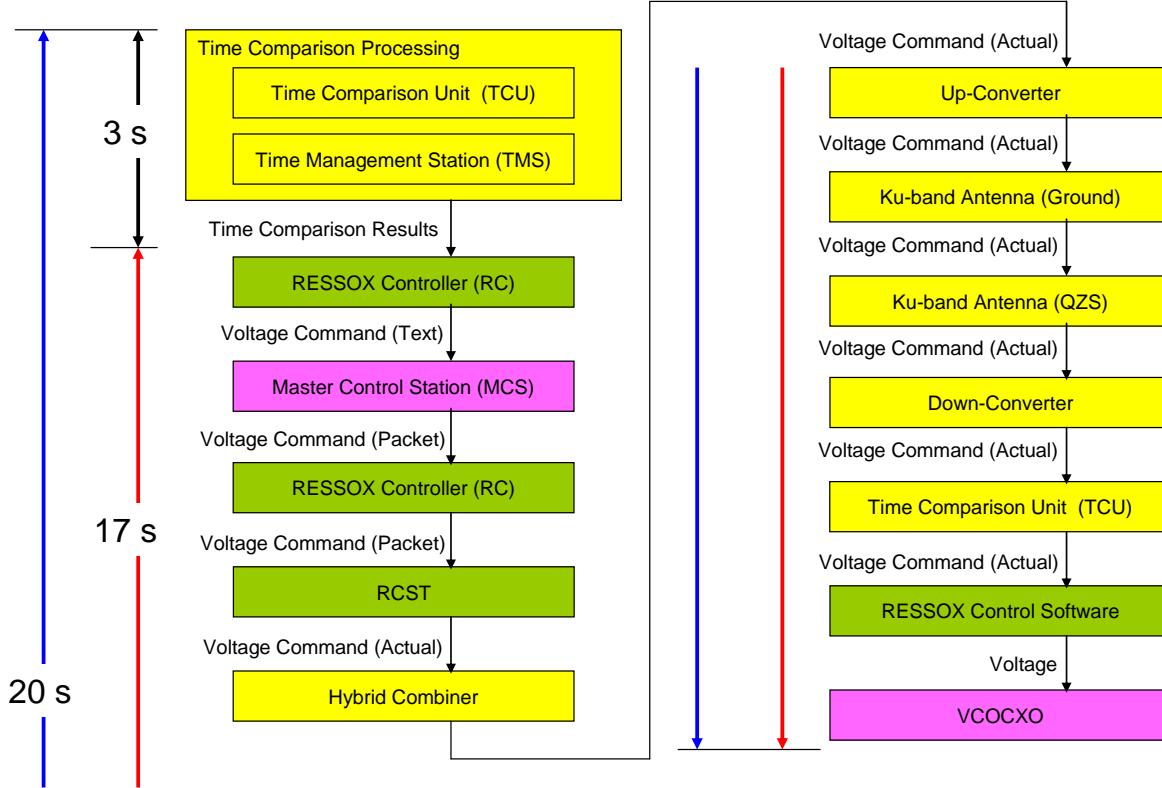 Time Comparison Processing
Time Comparison Unit (TCU)
Time Management Station (TMS)
3 s
Time Comparison Results
RESSOX Controller (RC)
Voltage Command (Text)
Master Control Station (MCS)
Voltage Command (Packet)
RESSOX Controller (RC)
17 s
Voltage Command (Packet)
RCST
Voltage Command (Actual)
20 s
Hybrid Combiner
Voltage Command (Actual)
Up-Converter
Voltage Command (Actual)
Ku-band Antenna (Ground)
Voltage Command (Actual)
Ku-band Antenna (QZS)
Voltage Command (Actual)
Down-Converter
Voltage Command (Actual)
Time Comparison Unit (TCU)
Voltage Command (Actual)
RESSOX Control Software
Voltage
VCOCXO